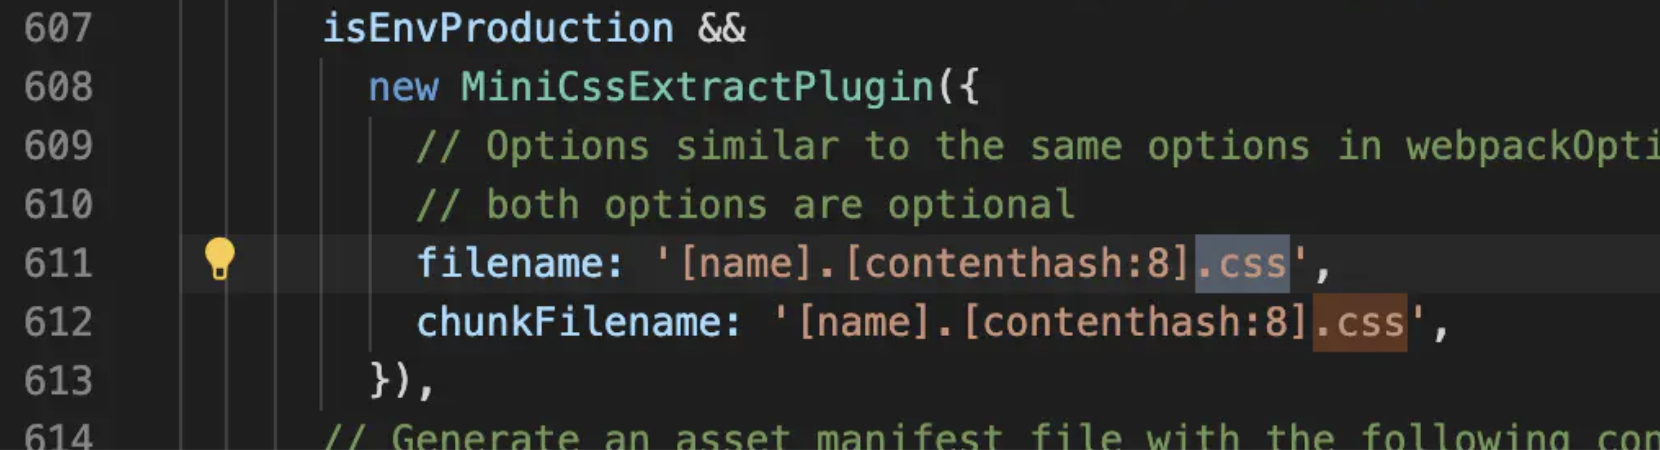 607 isEnvProduction &&
608 new MiniCssExtractPlugin({
609 // Options similar to the same options in webpackOpti
610 // both options are optional
611 filename: '[name].[contenthash:8].css',
612 chunkFilename: '[name].[contenthash:8].css',
613 }),
614 // Generate an asset manifest file with the following con